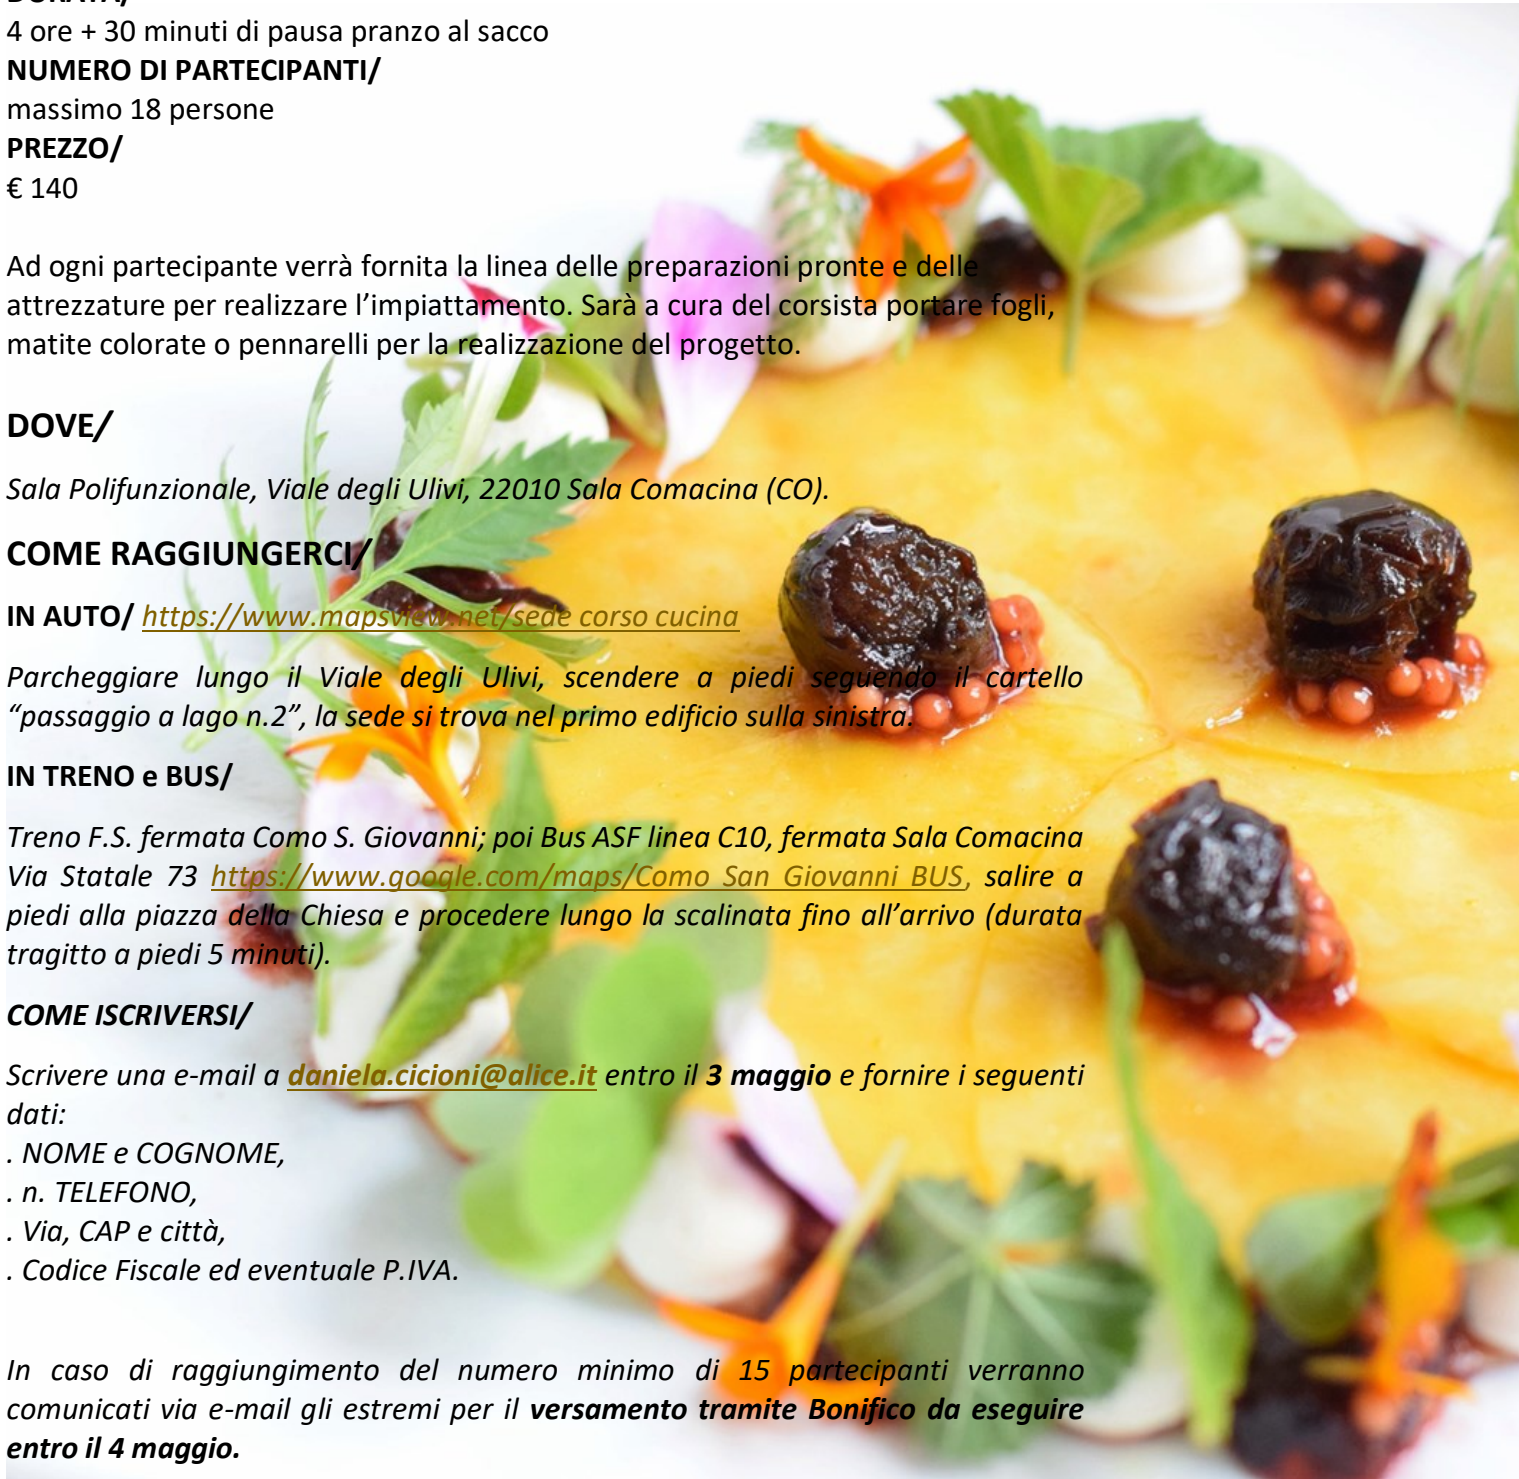 DURATA/
4 ore + 30 minuti di pausa pranzo al sacco
NUMERO DI PARTECIPANTI/
massimo 18 persone
PREZZO/
€ 140
Ad ogni partecipante verrà fornita la linea delle preparazioni pronte e delle
attrezzature per realizzare l’impiattamento. Sarà a cura del corsista portare fogli,
matite colorate o pennarelli per la realizzazione del progetto.
DOVE/
Sala Polifunzionale, Viale degli Ulivi, 22010 Sala Comacina (CO).
COME RAGGIUNGERCI/
IN AUTO/ https://www.mapsview.net/sede corso cucina
Parcheggiare lungo il Viale degli Ulivi, scendere a piedi seguendo il cartello
“passaggio a lago n.2”, la sede si trova nel primo edificio sulla sinistra.
IN TRENO e BUS/
Treno F.S. fermata Como S. Giovanni; poi Bus ASF linea C10, fermata Sala Comacina
Via Statale 73 https://www.google.com/maps/Como San Giovanni BUS, salire a
piedi alla piazza della Chiesa e procedere lungo la scalinata fino all’arrivo (durata
tragitto a piedi 5 minuti).
COME ISCRIVERSI/
Scrivere una e-mail a daniela.cicioni@alice.it entro il 3 maggio e fornire i seguenti
dati:
. NOME e COGNOME,
. n. TELEFONO,
. Via, CAP e città,
. Codice Fiscale ed eventuale P.IVA.
In caso di raggiungimento del numero minimo di 15 partecipanti verranno
comunicati via e-mail gli estremi per il versamento tramite Bonifico da eseguire
entro il 4 maggio.